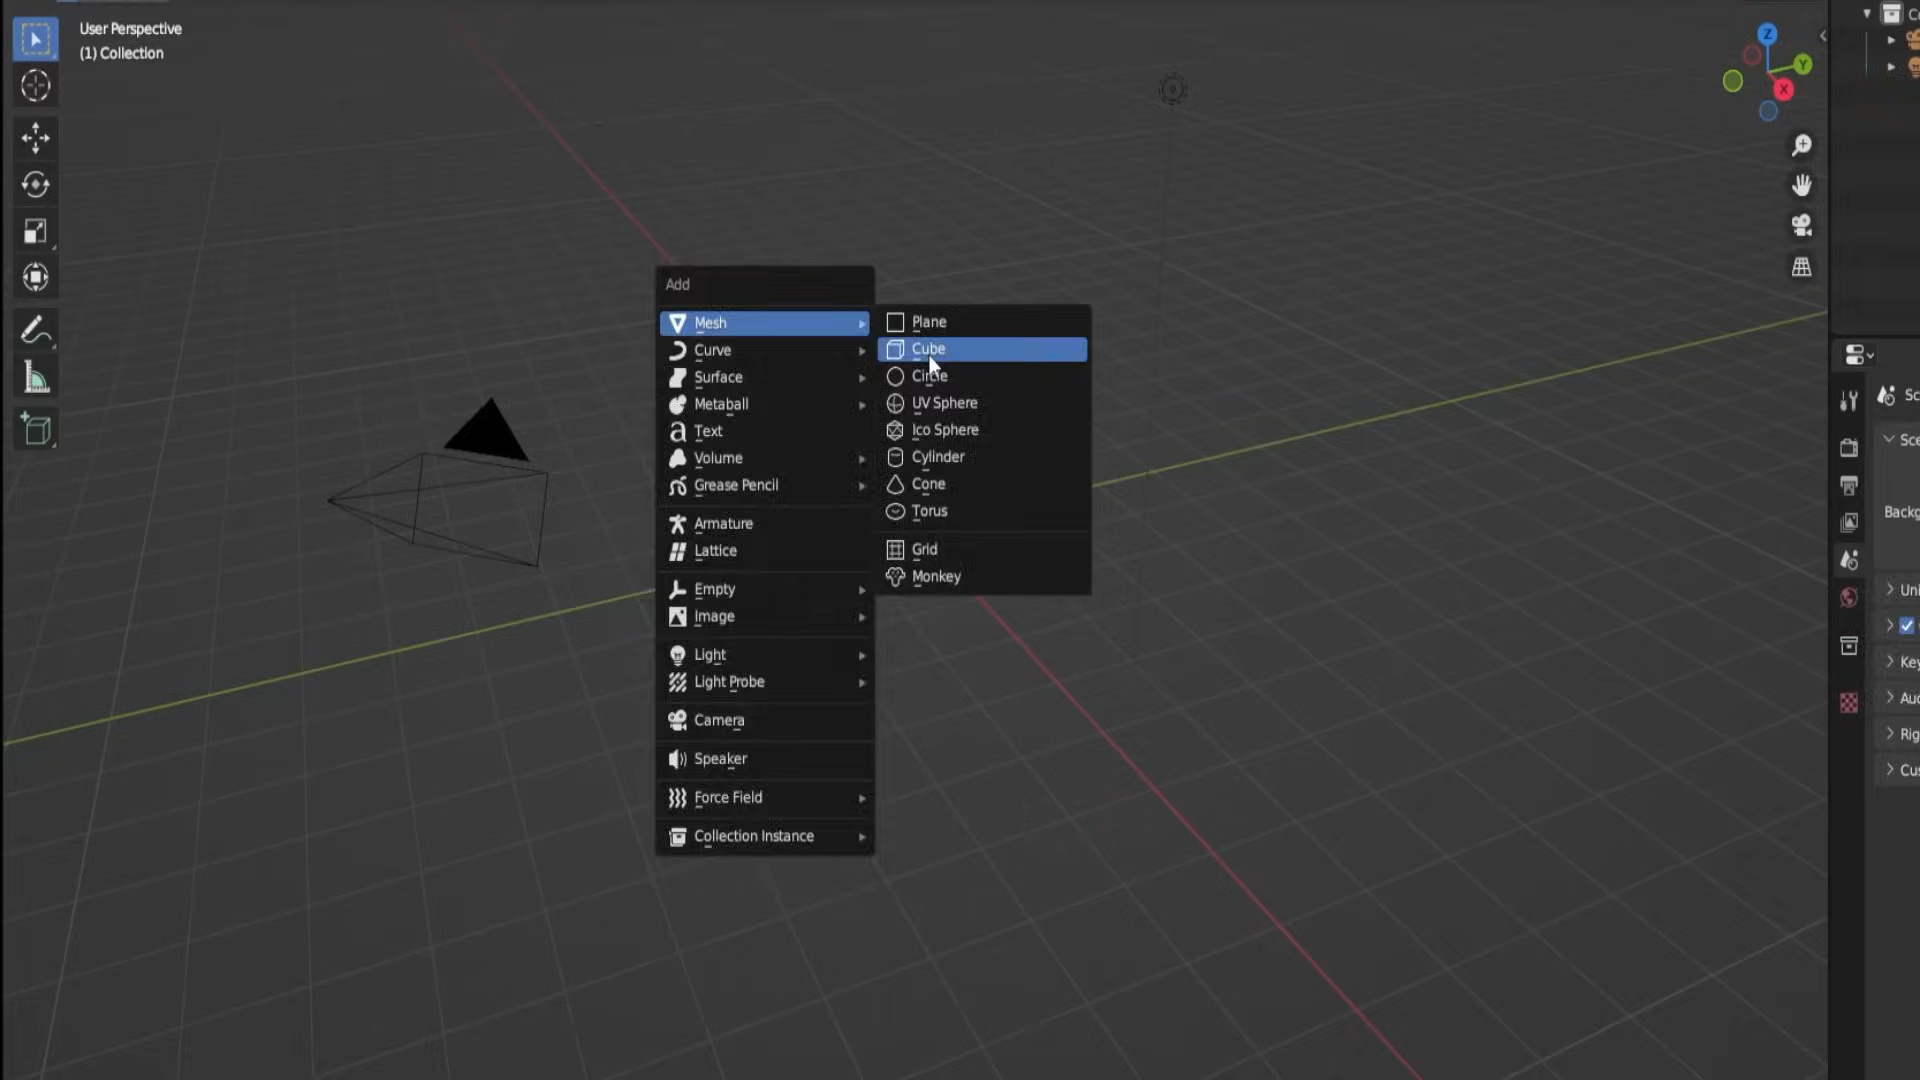 User Perspective
(1) Collection
Z
Y
X
Add
Mesh
Curve
Surface
Metaball
Text
Volume
Grease Pencil
Armature
Lattice
Empty
Image
Light
Light Probe
Camera
Speaker
Force Field
Collection Instance
Plane
Cube
Circle
UV Sphere
Ico Sphere
Cylinder
Cone
Torus
Grid
Monkey